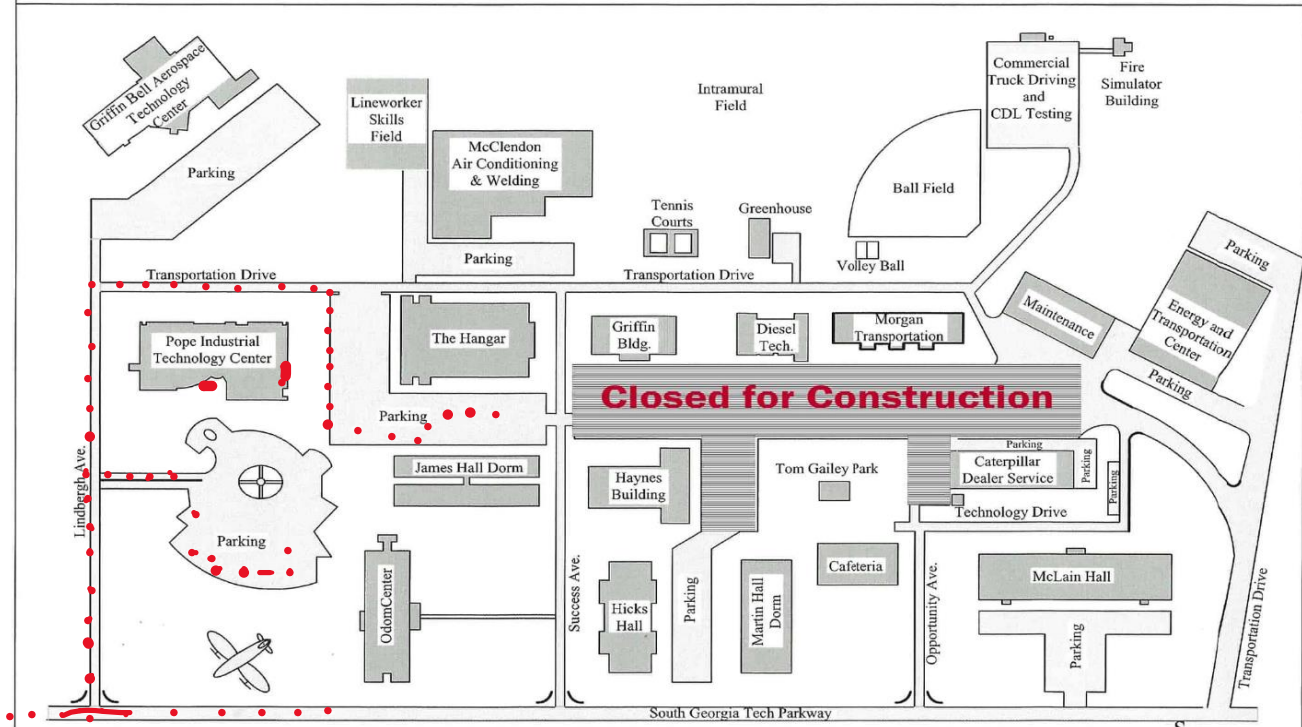 Griffin Bell Aerospace
Technology
Center
Parking
Lineworker
Skills
Field
McClendon
Air Conditioning
& Welding
Parking
Intramural
Field
Tennis
Courts
Greenhouse
Ball Field
Volley Ball
Commercial
Truck Driving
and
CDL Testing
Fire
Simulator
Building
Transportation Drive
Transportation Drive
Parking
Energy and
Transportation
Center
Maintenance
Parking
Pope Industrial
Technology Center
The Hangar
Griffin
Bldg.
Diesel
Tech.
Morgan
Transportation
Closed for Construction
Parking
Lindbergh Ave.
James Hall Dorm
Haynes
Building
Tom Gailey Park
Parking
Caterpillar
Dealer Service
Parking
Parking
Technology Drive
Parking
OdomCenter
Success Ave.
Hicks
Hall
Parking
Martin Hall
Dorm
Cafeteria
Opportunity Ave.
McLain Hall
Parking
Transportation Drive
South Georgia Tech Parkway